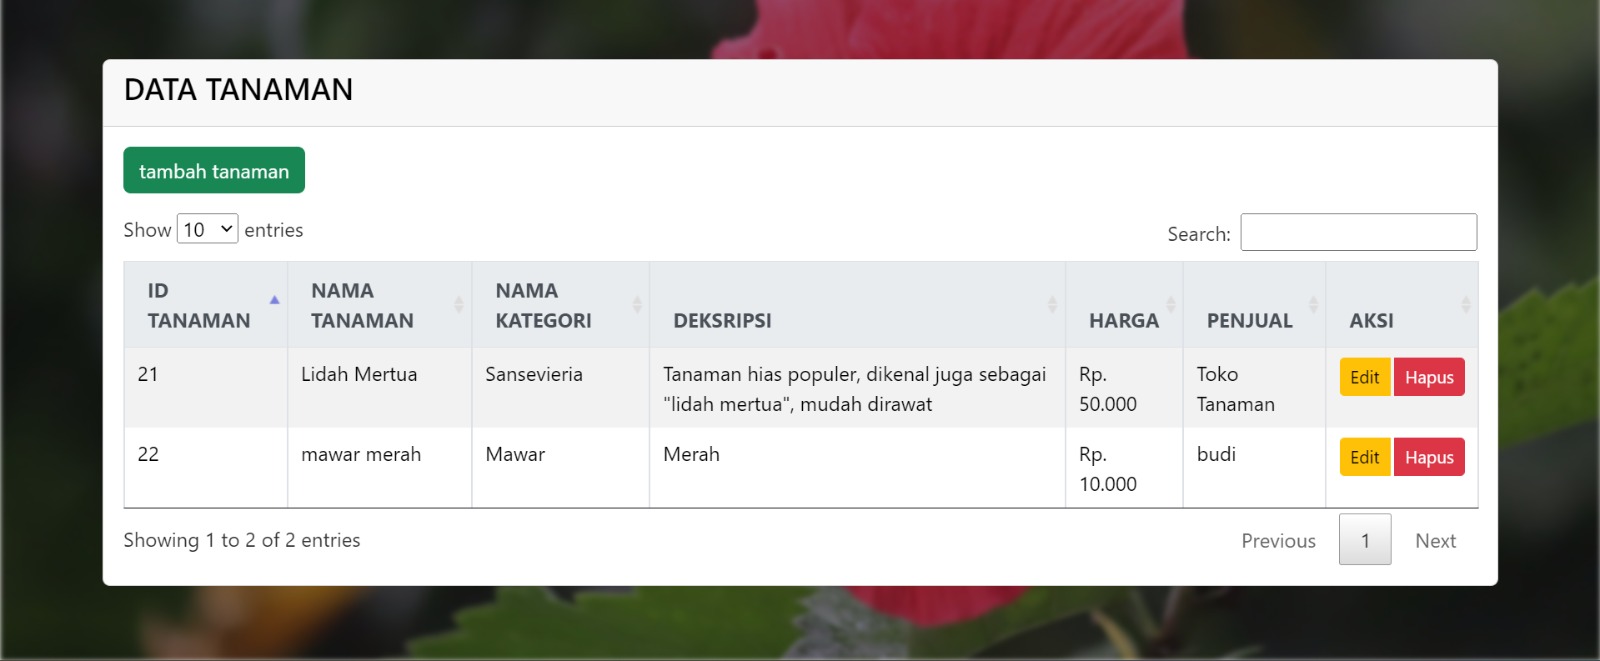 DATA TANAMAN
tambah tanaman
Show 10 entries
Search:
ID TANAMAN NAMA TANAMAN NAMA KATEGORI DEKSRIPSI HARGA PENJUAL AKSI
21 Lidah Mertua Sansevieria Tanaman hias populer, dikenal juga sebagai "lidah mertua", mudah dirawat Rp. 50.000 Toko Tanaman Edit Hapus
22 mawar merah Mawar Merah Rp. 10.000 budi Edit Hapus
Showing 1 to 2 of 2 entries
Previous 1 Next